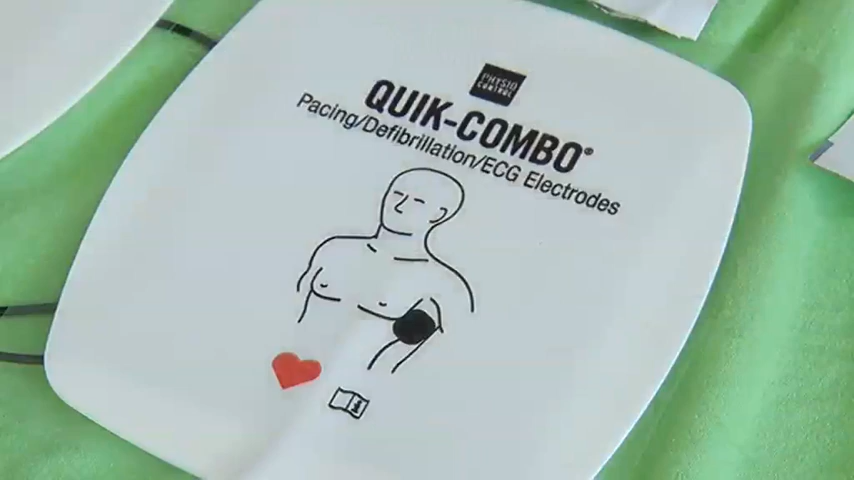 PHYSIO
CONTROL
QUIK-COMBO®
Pacing/Defibrillation/ECG Electrodes